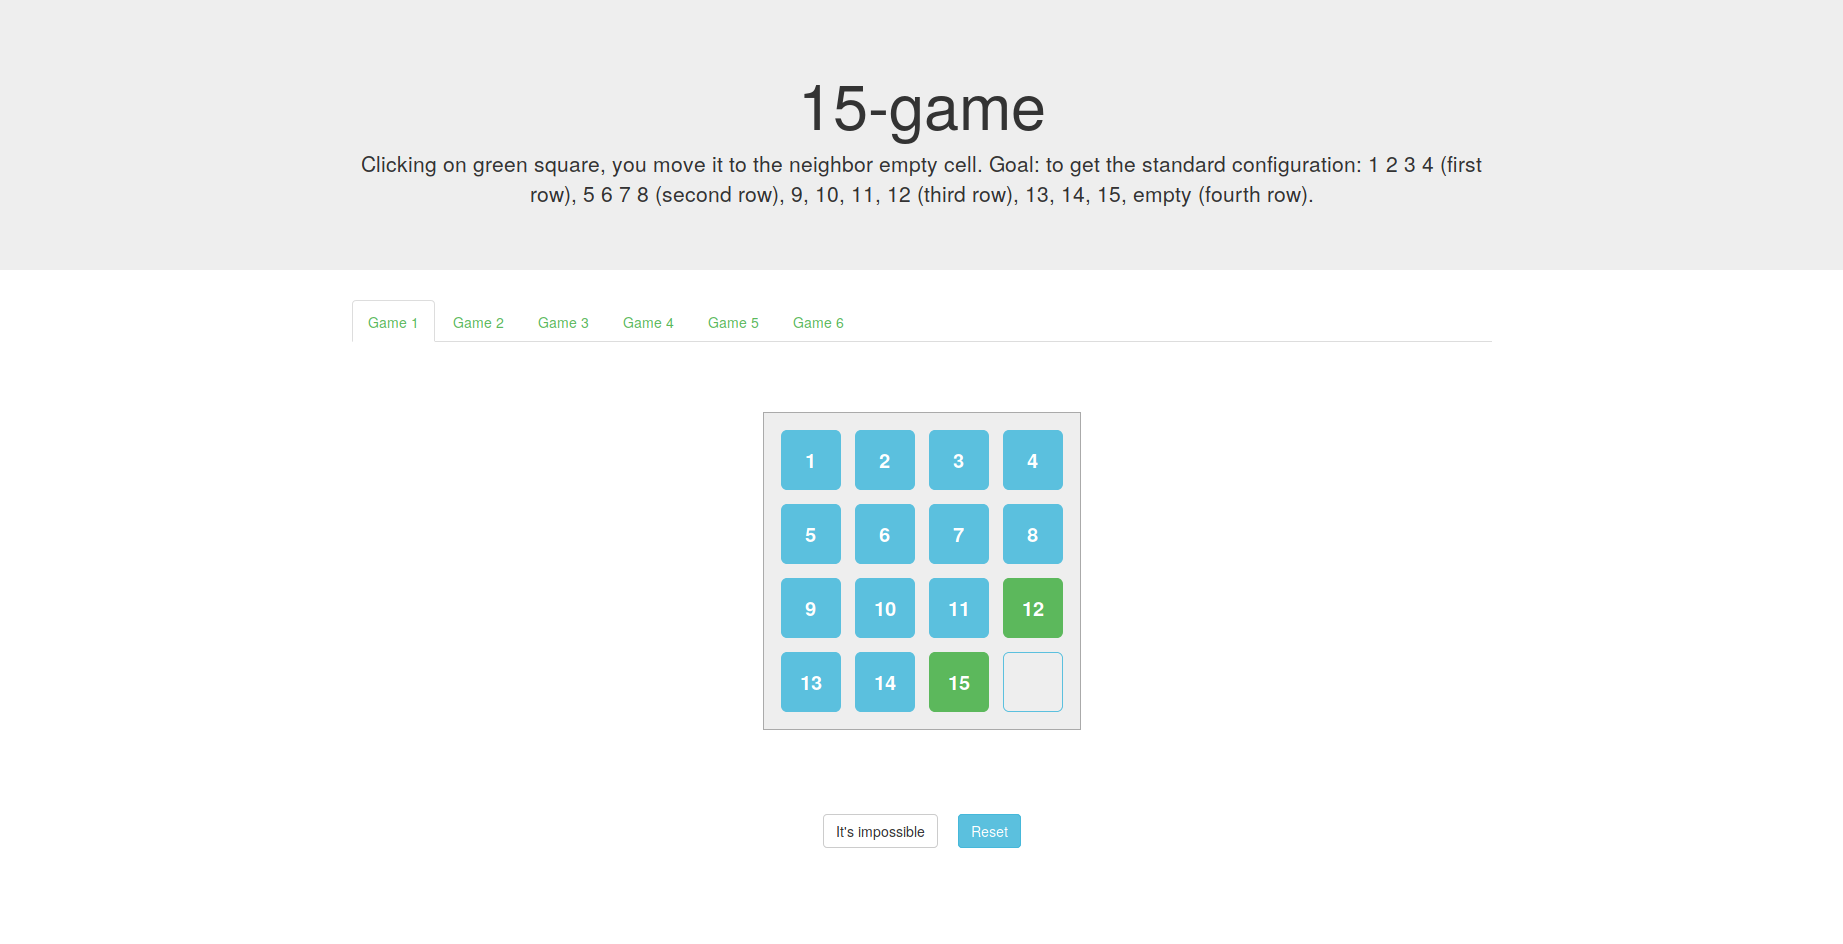 15-game
Clicking on green square, you move it to the neighbor empty cell. Goal: to get the standard configuration: 1 2 3 4 (first
row), 5 6 7 8 (second row), 9, 10, 11, 12 (third row), 13, 14, 15, empty (fourth row).
Game 1 Game 2 Game 3 Game 4 Game 5 Game 6
1 2 3 4
5 6 7 8
9 10 11 12
13 14 15
It's impossible Reset